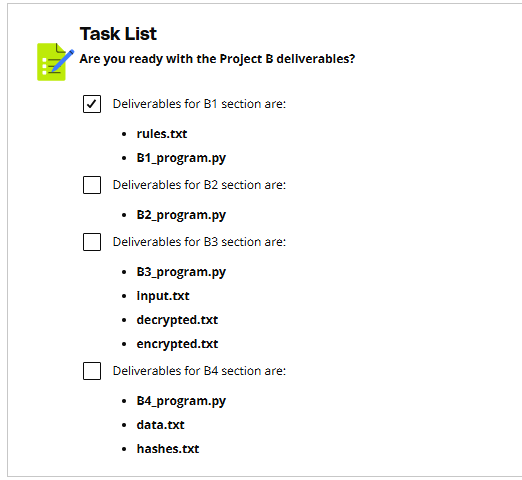 Task List
Are you ready with the Project B deliverables?
Deliverables for B1 section are:
rules.txt
B1_program.py
Deliverables for B2 section are:
B2_program.py
Deliverables for B3 section are:
B3_program.py
input.txt
decrypted.txt
encrypted.txt
Deliverables for B4 section are:
B4_program.py
data.txt
hashes.txt